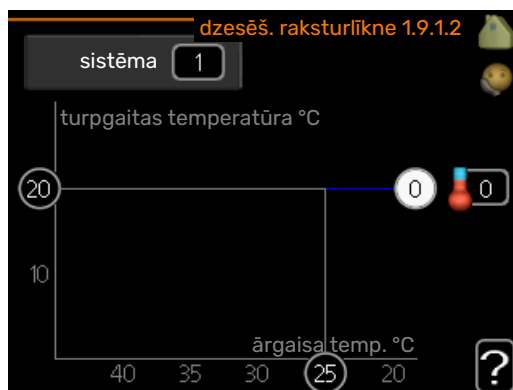 dzesēš. raksturlīkne 1.9.1.2
sistēma 1
turpgaitas temperatūra °C
20 0 0
10
ārgaisa temp. °C
40 35 30 25 20
?